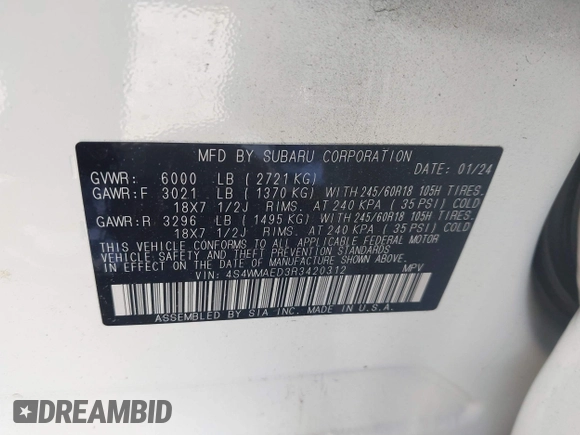 MFD BY SUBARU CORPORATION
GVWR: 6000 LB (2721 KG) DATE: 01/24
GAWR:F 3021 LB (1370 KG) WITH 245/60R18 105H TIRES.
18X7 1/2J RIMS. AT 240 KPA (35 PSI) COLD
GAWR:R 3296 LB (1495 KG) WITH 245/60R18 105H TIRES.
18X7 1/2J RIMS. AT 240 KPA (35 PSI) COLD
THIS VEHICLE CONFORMS TO ALL APPLICABLE FEDERAL MOTOR
VEHICLE SAFETY AND THEFT PREVENTION STANDARDS
IN EFFECT ON THE DATE OF MANUFACTURE SHOWN ABOVE.
VIN: 4S4WMAED3R3420312 MPV
ASSEMBLED BY SIA INC. MADE IN U.S.A.
DREAMBID